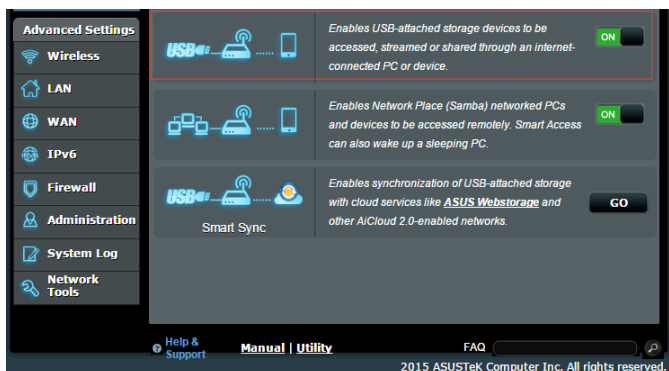 Advanced Settings
Wireless
LAN
WAN
IPv6
Firewall
Administration
System Log
Network
Tools
USB
Enables USB-attached storage devices to be
accessed, streamed or shared through an internet-
connected PC or device.
ON
Enables Network Place (Samba) networked PCs
and devices to be accessed remotely. Smart Access
can also wake up a sleeping PC.
ON
USB
Smart Sync
Enables synchronization of USB-attached storage
with cloud services like ASUS Webstorage and
other AiCloud 2.0-enabled networks.
GO
Help &
Support
Manual | Utility
FAQ
2015 ASUSTeK Computer Inc. All rights reserved.